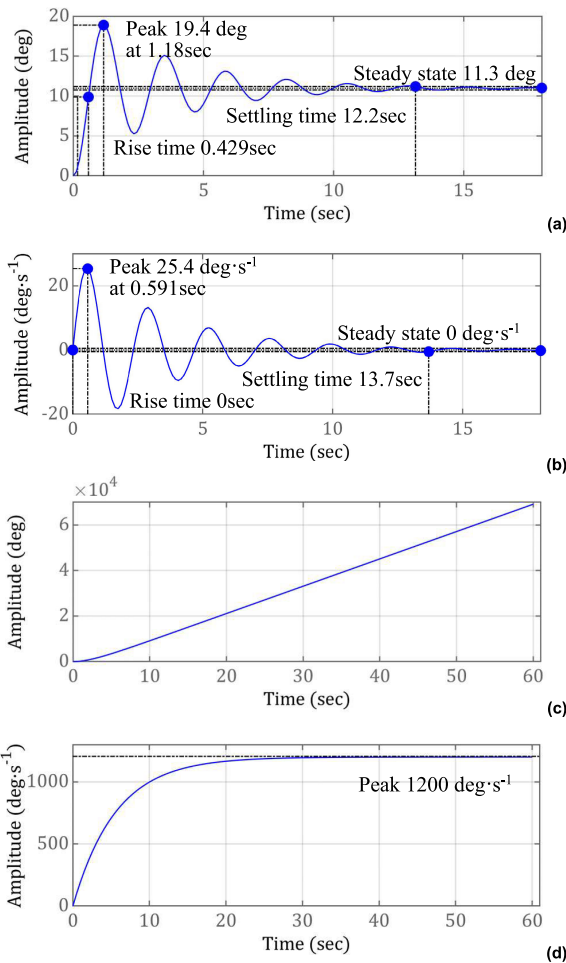 20
Peak 19.4 deg
at 1.18sec
15
Steady state 11.3 deg
10
Settling time 12.2sec
5
Rise time 0.429sec
0
0 5 10 15
Amplitude (deg)
Time (sec)
(a)
Peak 25.4 deg·s⁻¹
at 0.591sec
20
Steady state 0 deg·s⁻¹
0
Settling time 13.7sec
Rise time 0sec
-20
0 5 10 15
Amplitude (deg·s⁻¹)
Time (sec)
(b)
×10⁴
6
4
2
0
0 10 20 30 40 50 60
Amplitude (deg)
Time (sec)
(c)
1000
Peak 1200 deg·s⁻¹
500
0
0 10 20 30 40 50 60
Amplitude (deg·s⁻¹)
Time (sec)
(d)